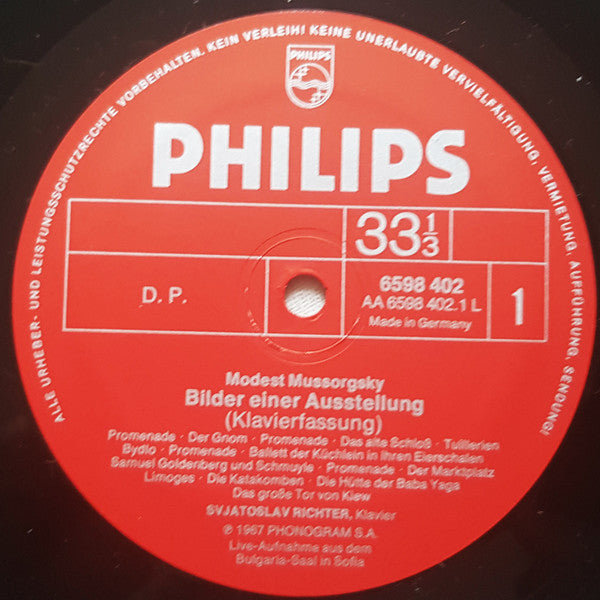 ALLE URHEBER- UND LEISTUNGSSCHUTZRECHTE VORBEHALTEN. KEIN VERLEIH! KEINE UNERLAUBTE VERVIELFÄLTIGUNG, VERMIETUNG, AUFFÜHRUNG, SENDUNG!
PHILIPS
PHILIPS
33 1/3
D. P.
6598 402
AA 6598 402.1 L
Made in Germany
1
Modest Mussorgsky
Bilder einer Ausstellung
(Klavierfassung)
Promenade · Der Gnom · Promenade · Das alte Schloß · Tuillerien
Bydlo · Promenade · Ballett der Küchlein in ihren Eierschalen
Samuel Goldenberg und Schmuyle · Promenade · Der Marktplatz
Limoges · Die Katakomben · Die Hütte der Baba Yaga
Das große Tor von Kiew
SVJATOSLAV RICHTER, Klavier
℗ 1967 PHONOGRAM S.A.
Live-Aufnahme aus dem
Bulgaria-Saal in Sofia